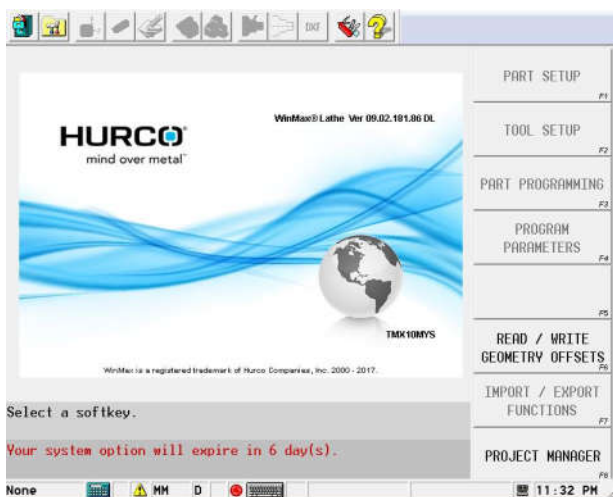 DXF
WinMax® Lathe Ver 09.02.181.86 DL
HURCO
mind over metal™
TMX10MYS
WinMax is a registered trademark of Hurco Companies, Inc. 2000 - 2017.
PART SETUP
F1
TOOL SETUP
F2
PART PROGRAMMING
F3
PROGRAM
PARAMETERS
F4
F5
READ / WRITE
GEOMETRY OFFSETS
F6
IMPORT / EXPORT
FUNCTIONS
F7
PROJECT MANAGER
F8
Select a softkey.
Your system option will expire in 6 day(s).
None MM D 11:32 PM